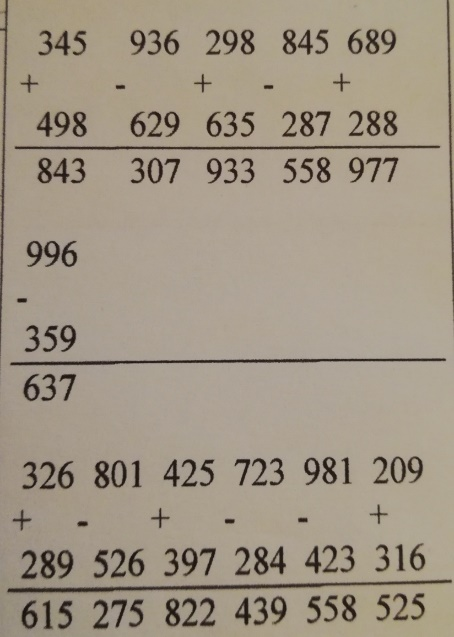 345 936 298 845 689
+ - + - +
498 629 635 287 288
843 307 933 558 977
996
-
359
637
326 801 425 723 981 209
+ - + - - +
289 526 397 284 423 316
615 275 822 439 558 525